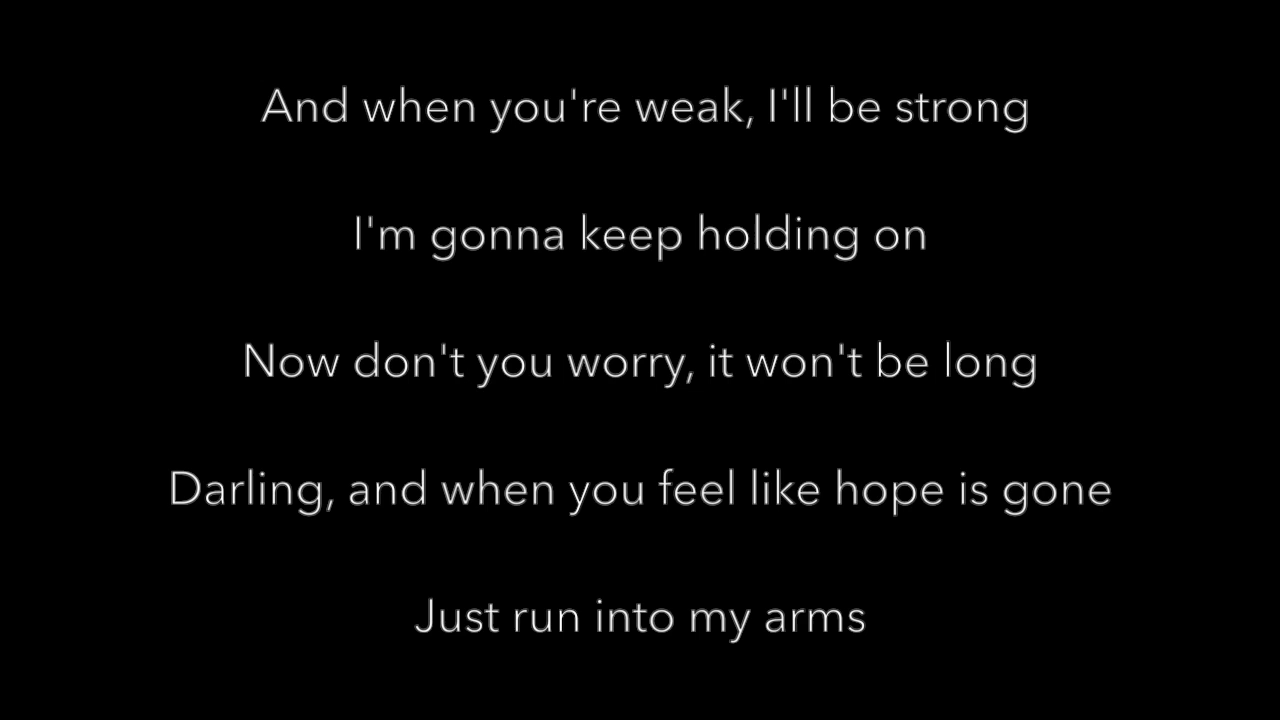 And when you're weak, I'll be strong
I'm gonna keep holding on
Now don't you worry, it won't be long
Darling, and when you feel like hope is gone
Just run into my arms